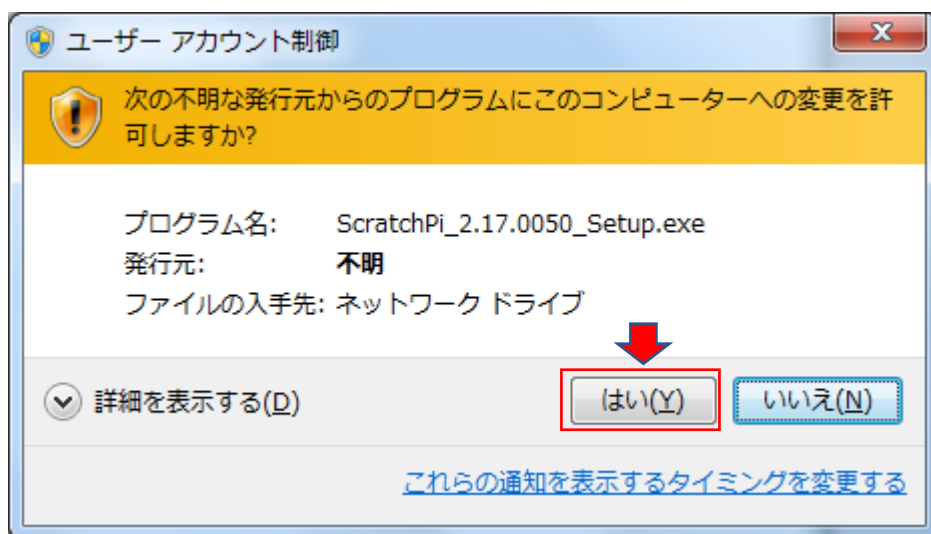 ユーザー アカウント制御
次の不明な発行元からのプログラムにこのコンピューターへの変更を許
可しますか?
プログラム名: ScratchPi_2.17.0050_Setup.exe
発行元: 不明
ファイルの入手先: ネットワーク ドライブ
詳細を表示する(D) はい(Y) いいえ(N)
これらの通知を表示するタイミングを変更する